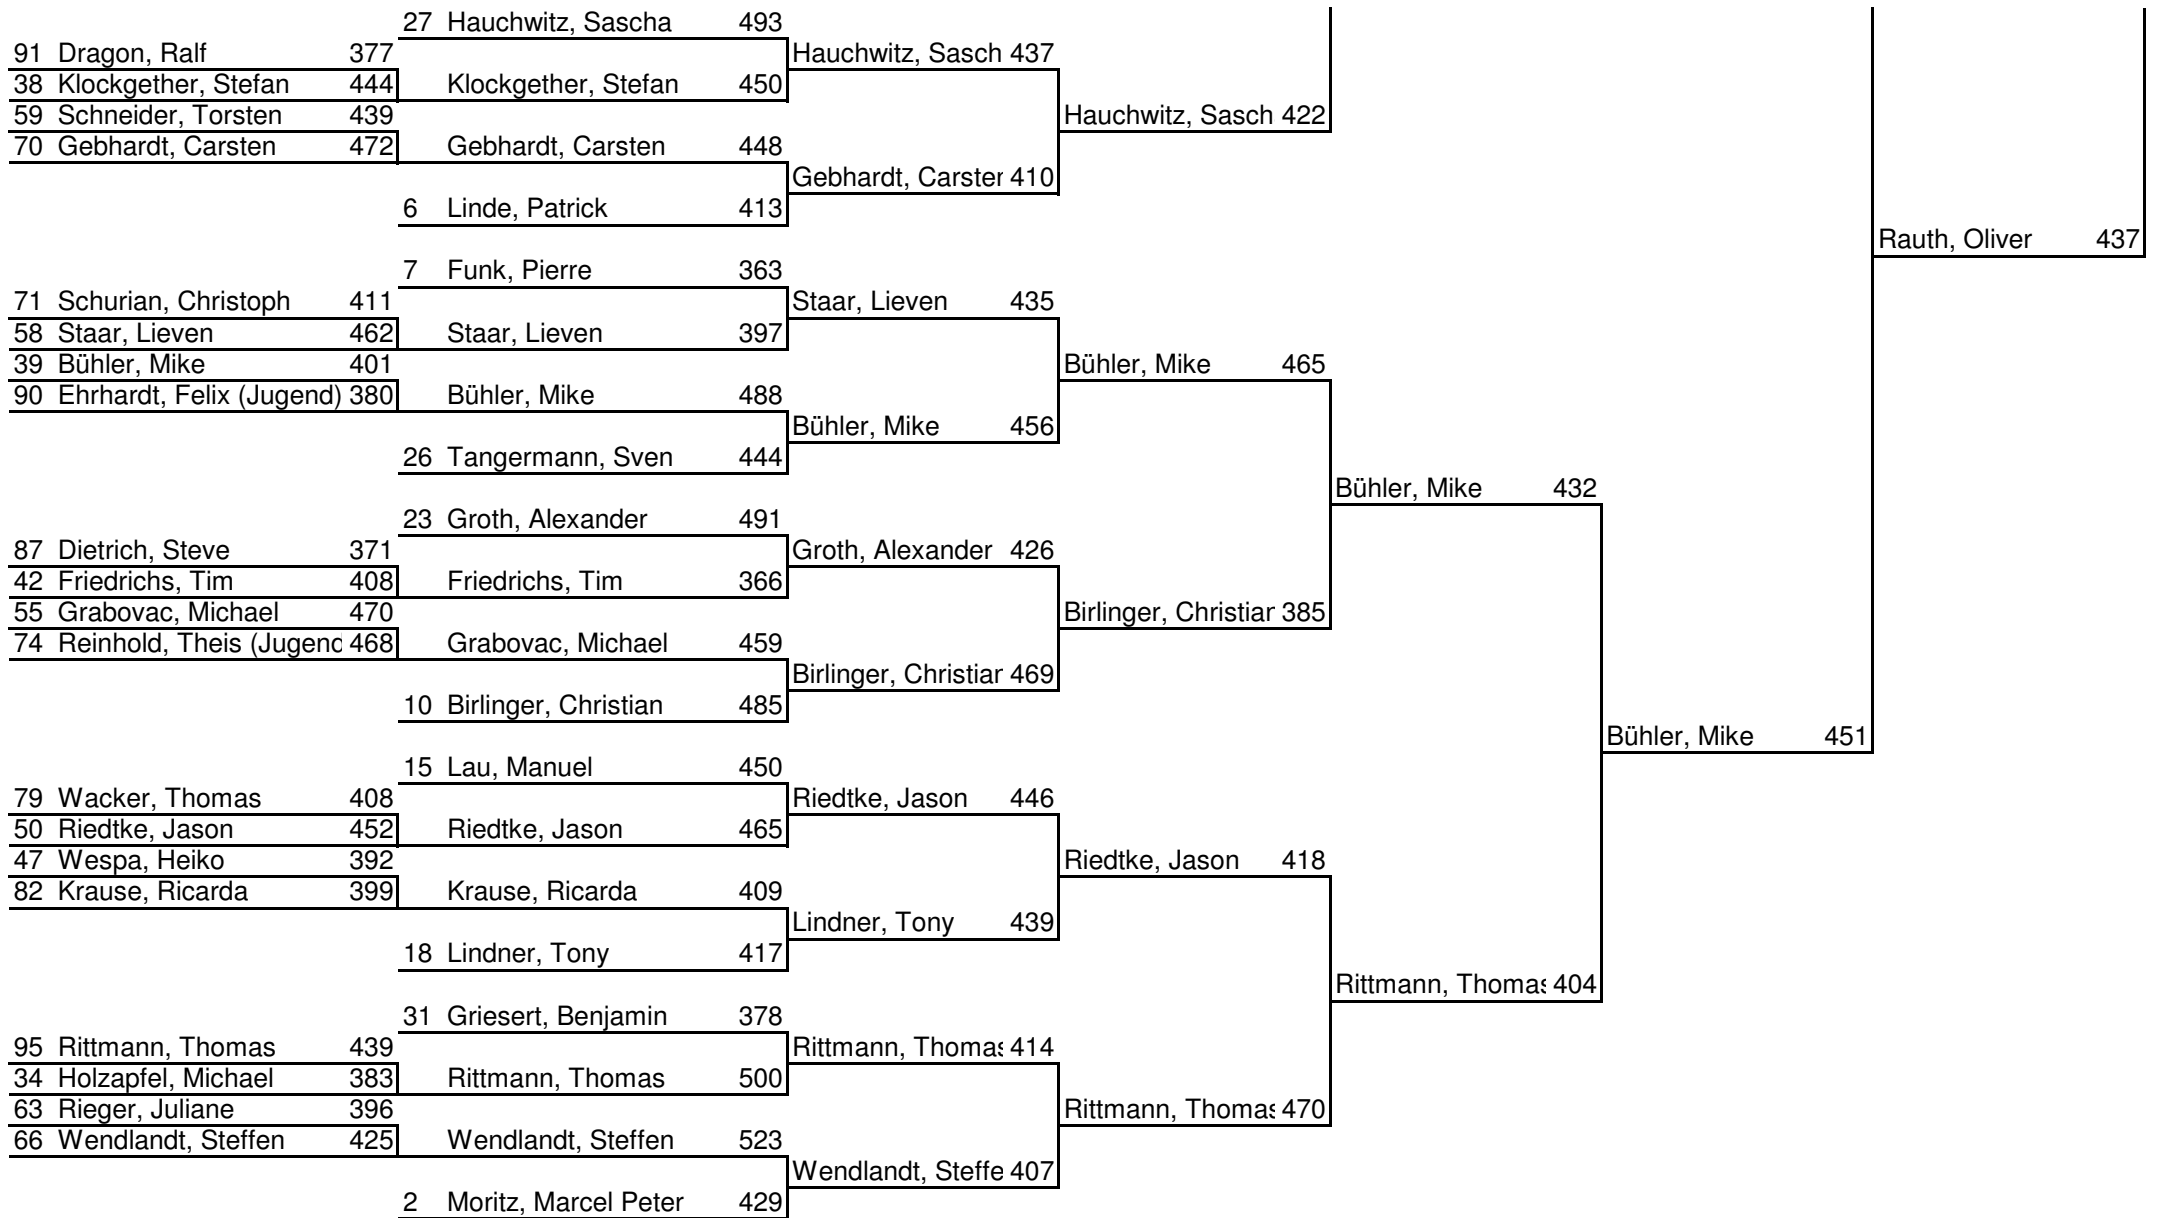 27 Hauchwitz, Sascha 493
91 Dragon, Ralf 377 Hauchwitz, Sasch 437
38 Klockgether, Stefan 444 Klockgether, Stefan 450
59 Schneider, Torsten 439 Hauchwitz, Sasch 422
70 Gebhardt, Carsten 472 Gebhardt, Carsten 448
Gebhardt, Carster 410
6 Linde, Patrick 413
Rauth, Oliver 437
7 Funk, Pierre 363
71 Schurian, Christoph 411 Staar, Lieven 435
58 Staar, Lieven 462 Staar, Lieven 397
39 Bühler, Mike 401 Bühler, Mike 465
90 Ehrhardt, Felix (Jugend) 380 Bühler, Mike 488
Bühler, Mike 456
26 Tangermann, Sven 444
Bühler, Mike 432
23 Groth, Alexander 491
87 Dietrich, Steve 371 Groth, Alexander 426
42 Friedrichs, Tim 408 Friedrichs, Tim 366
55 Grabovac, Michael 470 Birlinger, Christiar 385
74 Reinhold, Theis (Jugend 468 Grabovac, Michael 459
Birlinger, Christiar 469
10 Birlinger, Christian 485
Bühler, Mike 451
15 Lau, Manuel 450
79 Wacker, Thomas 408 Riedtke, Jason 446
50 Riedtke, Jason 452 Riedtke, Jason 465
47 Wespa, Heiko 392 Riedtke, Jason 418
82 Krause, Ricarda 399 Krause, Ricarda 409
Lindner, Tony 439
18 Lindner, Tony 417
Rittmann, Thomas 404
31 Griesert, Benjamin 378
95 Rittmann, Thomas 439 Rittmann, Thomas 414
34 Holzapfel, Michael 383 Rittmann, Thomas 500
63 Rieger, Juliane 396 Rittmann, Thomas 470
66 Wendlandt, Steffen 425 Wendlandt, Steffen 523
Wendlandt, Steffe 407
2 Moritz, Marcel Peter 429